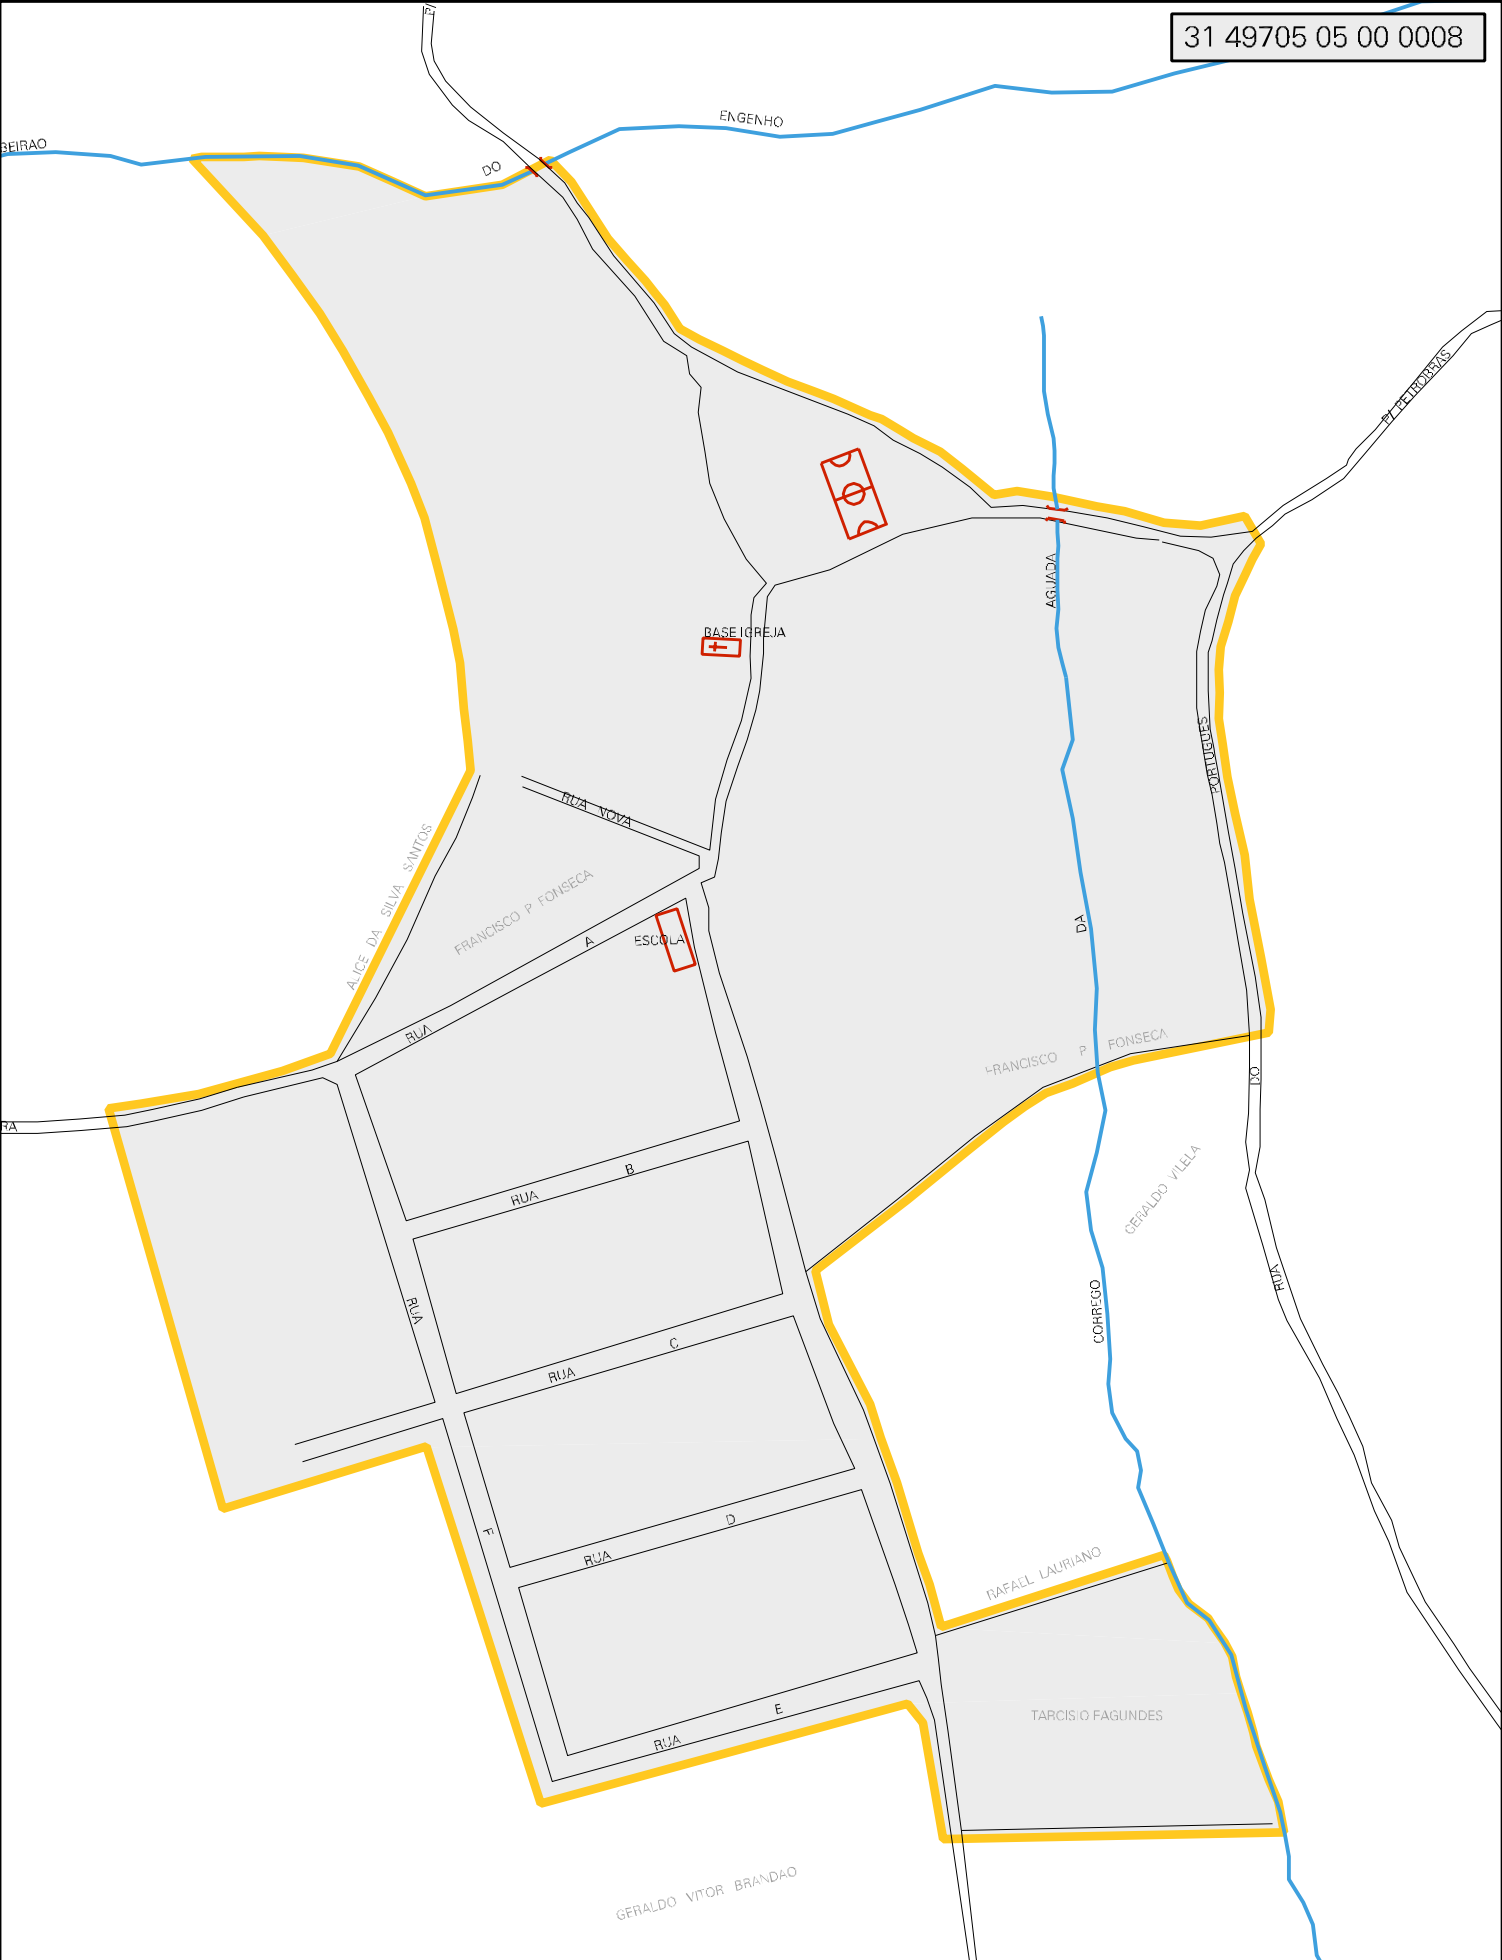 P/
31 49705 05 00 0008
BEIRAO
DO
ENGENHO
P/ PETROBRAS
AGUADA
BASE IGREJA
PORTUGUES
RUA NOVA
ALICE DA SILVA SANTOS
FRANCISCO P FONSECA
A
ESCOLA
DA
RUA
FRANCISCO P FONSECA
DO
RA
B
RUA
GERALDO VILELA
RUA
RUA
CORREGO
C
RUA
D
F
RUA
RAFAEL LAURIANO
E
TARCISIO FAGUNDES
RUA
GERALDO VITOR BRANDAO